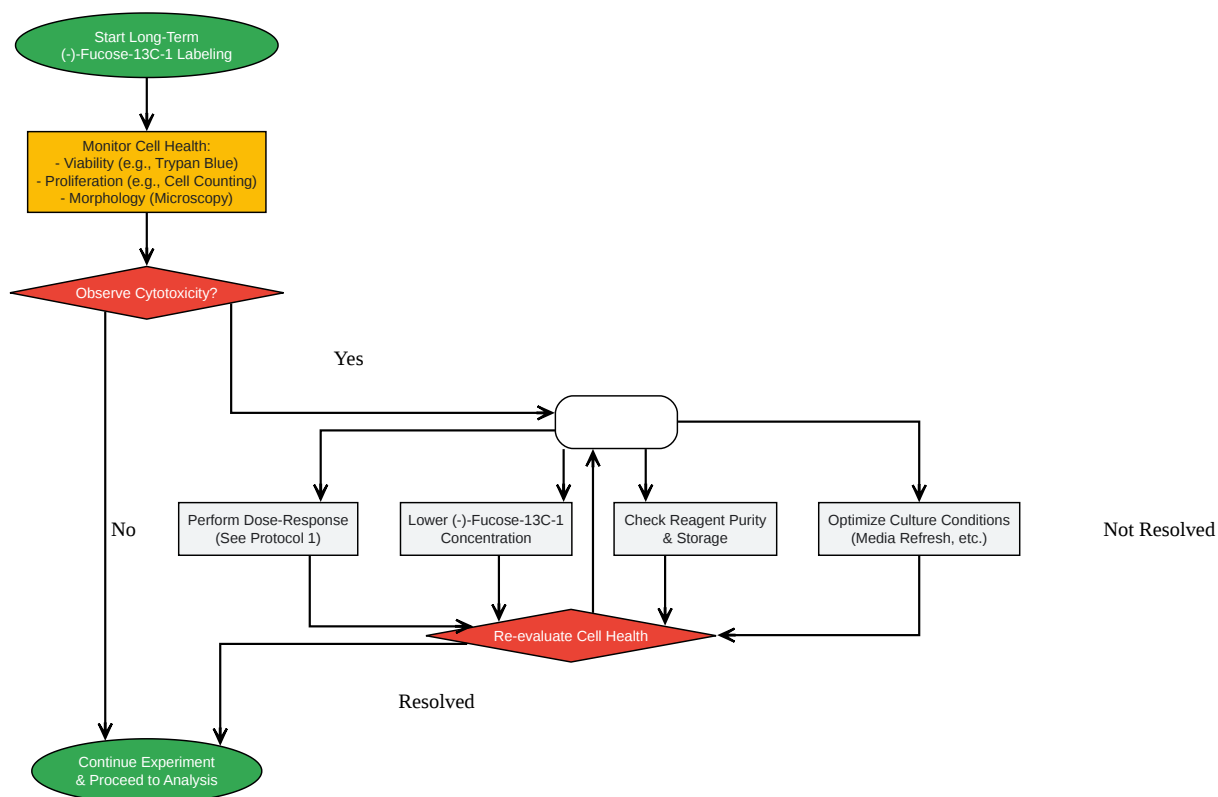 Start Long-Term
(-)-Fucose-13C-1 Labeling
Monitor Cell Health:
- Viability (e.g., Trypan Blue)
- Proliferation (e.g., Cell Counting)
- Morphology (Microscopy)
Observe Cytotoxicity?
Yes
No
Perform Dose-Response
(See Protocol 1)
Lower (-)-Fucose-13C-1
Concentration
Check Reagent Purity
& Storage
Optimize Culture Conditions
(Media Refresh, etc.)
Not Resolved
Re-evaluate Cell Health
Resolved
Continue Experiment
& Proceed to Analysis